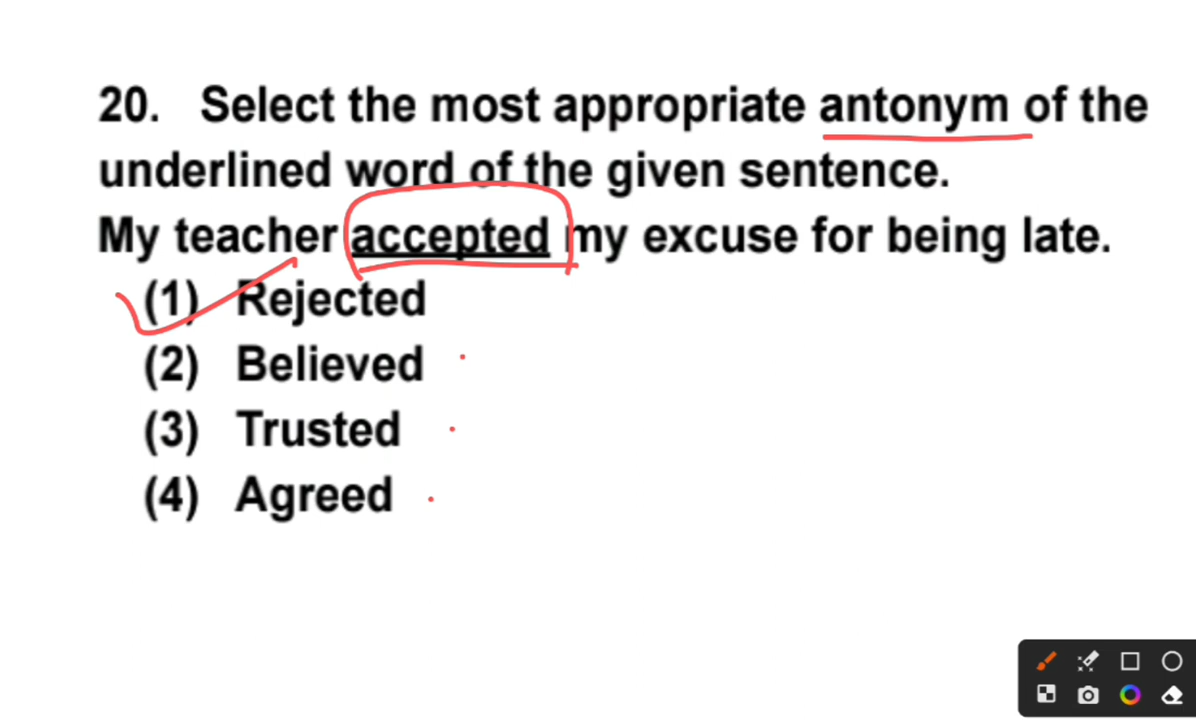 20. Select the most appropriate antonym of the
underlined word of the given sentence.
My teacher accepted my excuse for being late.
(1) Rejected
(2) Believed
(3) Trusted
(4) Agreed